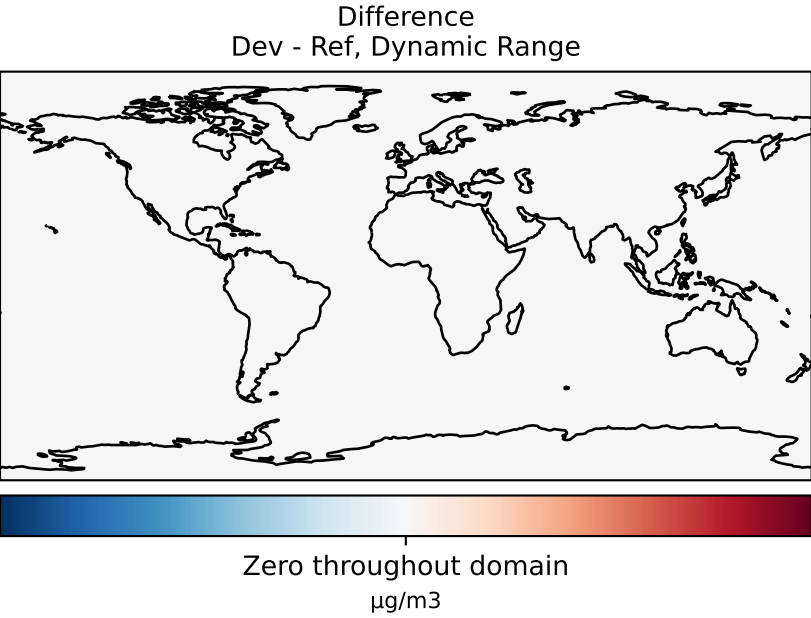 Difference
Dev - Ref, Dynamic Range
Zero throughout domain
μg/m3